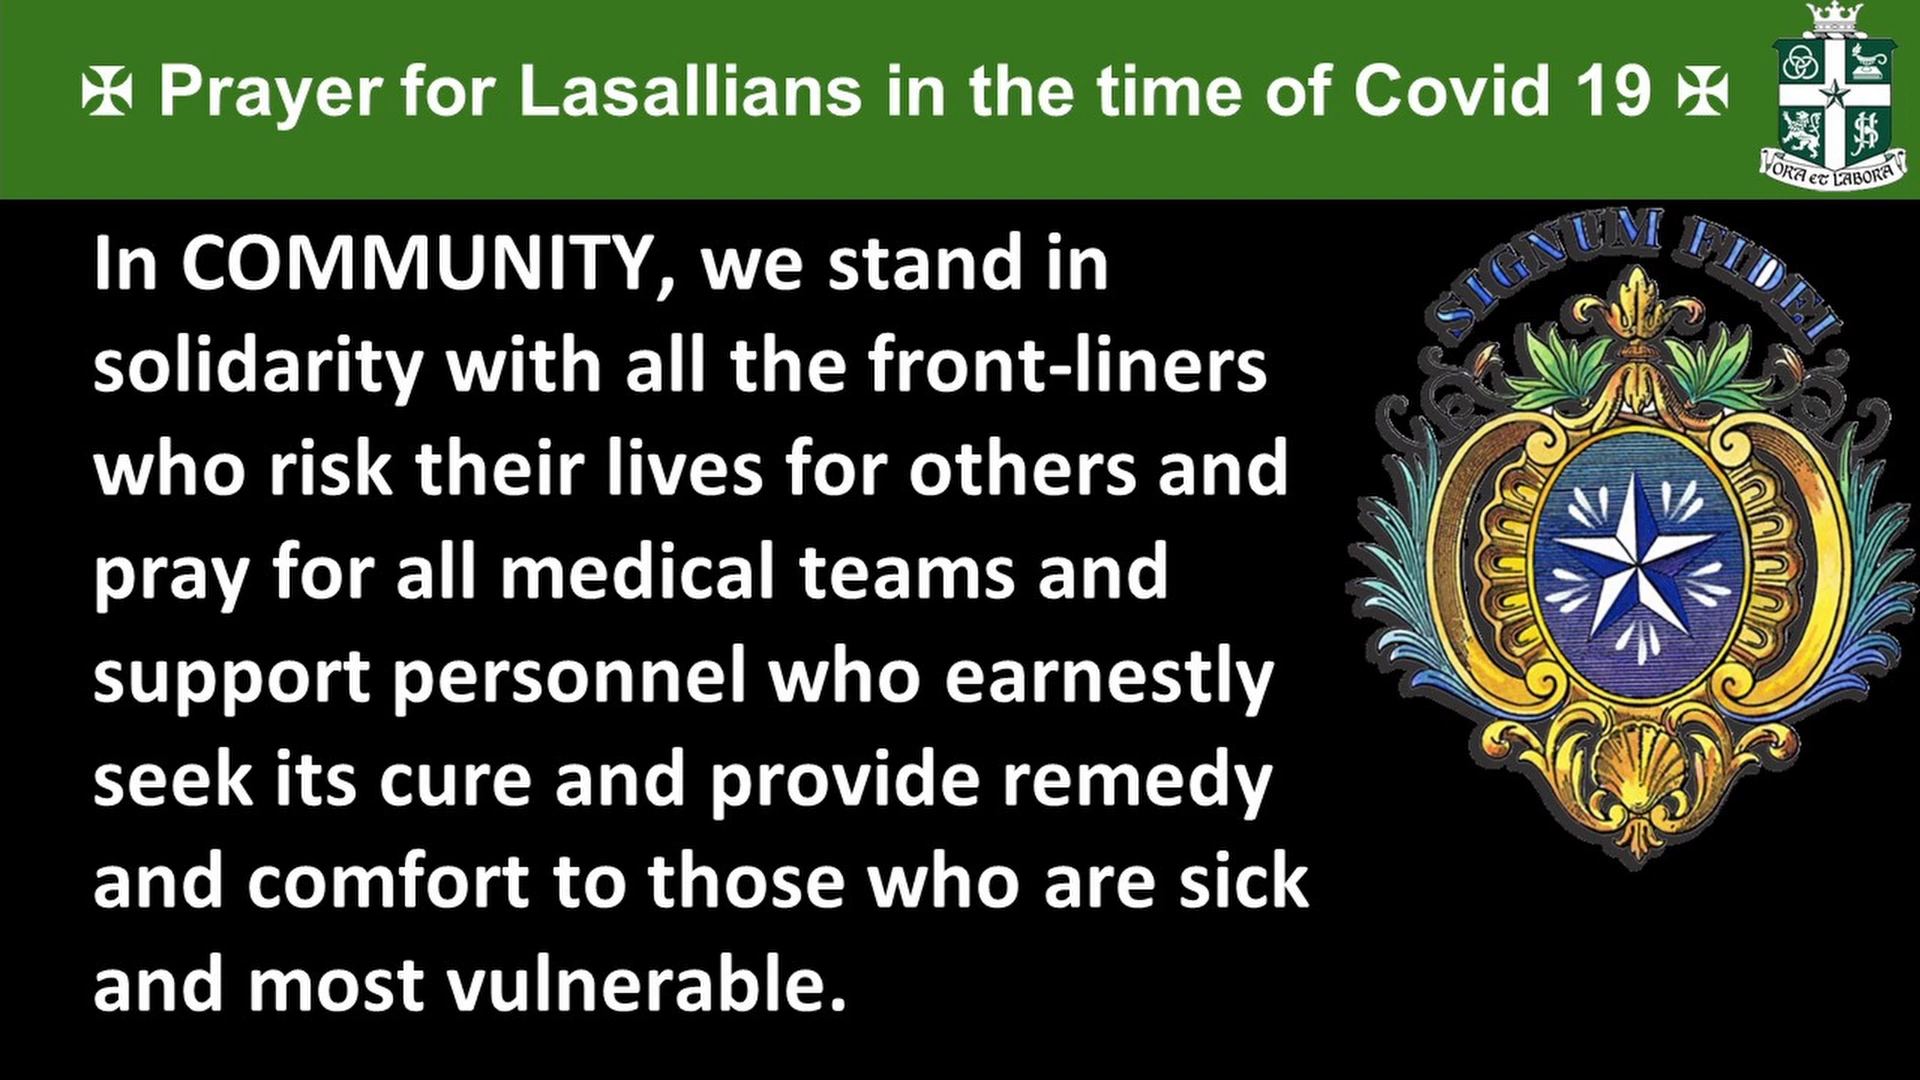 ✠ Prayer for Lasallians in the time of Covid 19 ✠
ORA ET LABORA
SIGNUM FIDEI
In COMMUNITY, we stand in
solidarity with all the front-liners
who risk their lives for others and
pray for all medical teams and
support personnel who earnestly
seek its cure and provide remedy
and comfort to those who are sick
and most vulnerable.